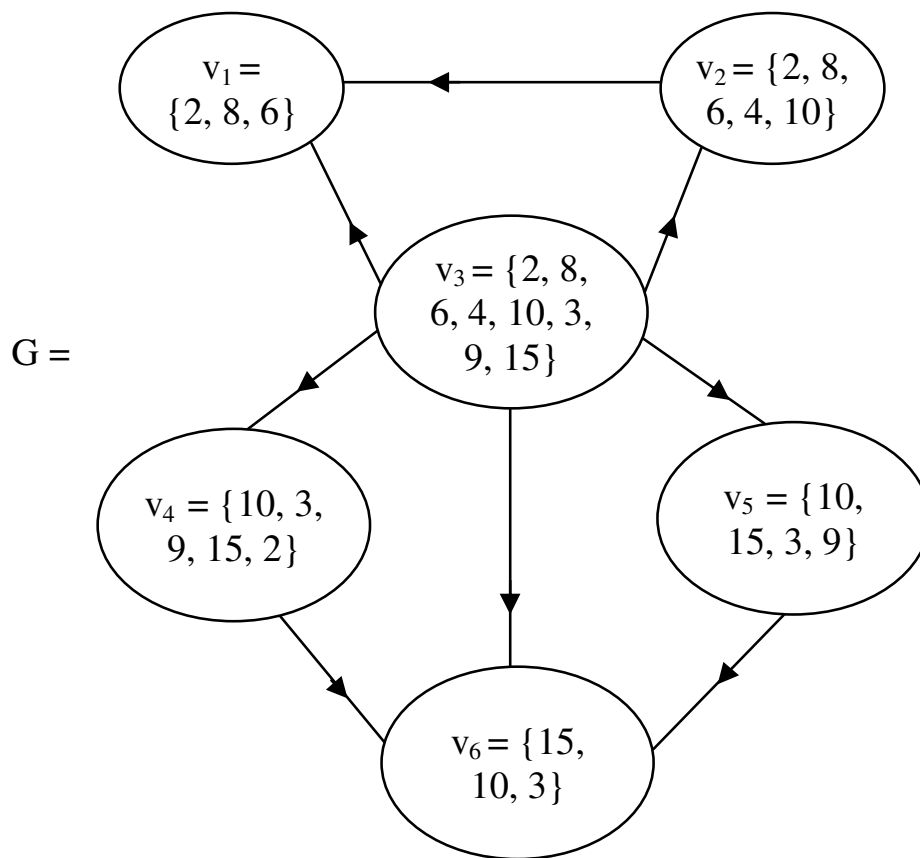 v₁ =
{2, 8, 6}
v₂ = {2, 8,
6, 4, 10}
v₃ = {2, 8,
6, 4, 10, 3,
9, 15}
G =
v₄ = {10, 3,
9, 15, 2}
v₅ = {10,
15, 3, 9}
v₆ = {15,
10, 3}